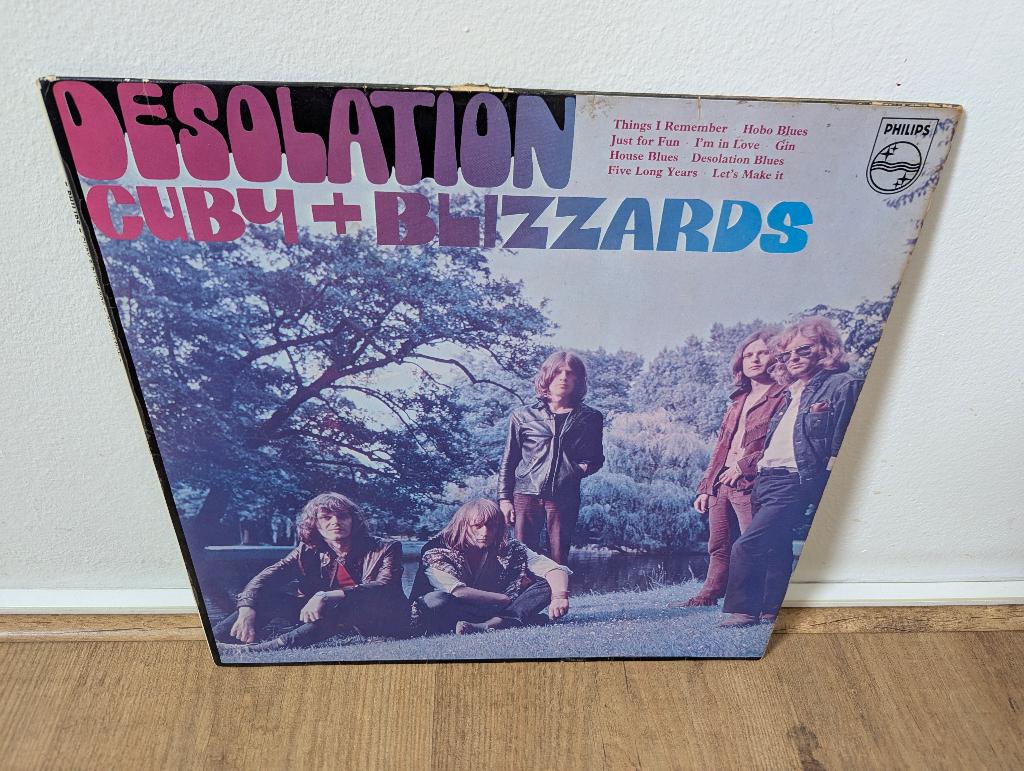 DESOLATION
CUBY + BLIZZARDS
Things I Remember Hobo Blues
Just for Fun · I'm in Love · Gin
House Blues · Desolation Blues
Five Long Years · Let's Make it
PHILIPS